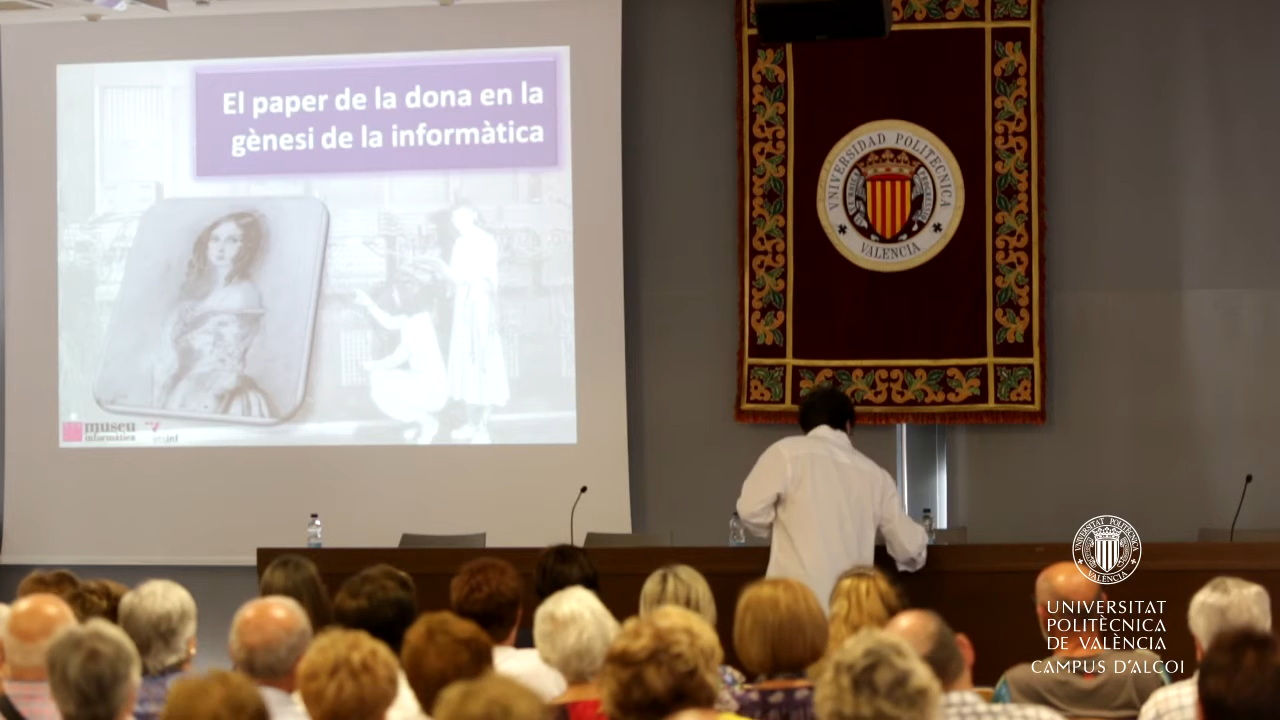 El paper de la dona en la
gènesi de la informàtica
museu
informàtica
VNIVERSIDAD POLITECNICA
VALENCIA
UNIVERSITAT
POLITÈCNICA
DE VALÈNCIA
CAMPUS D'ALCOI